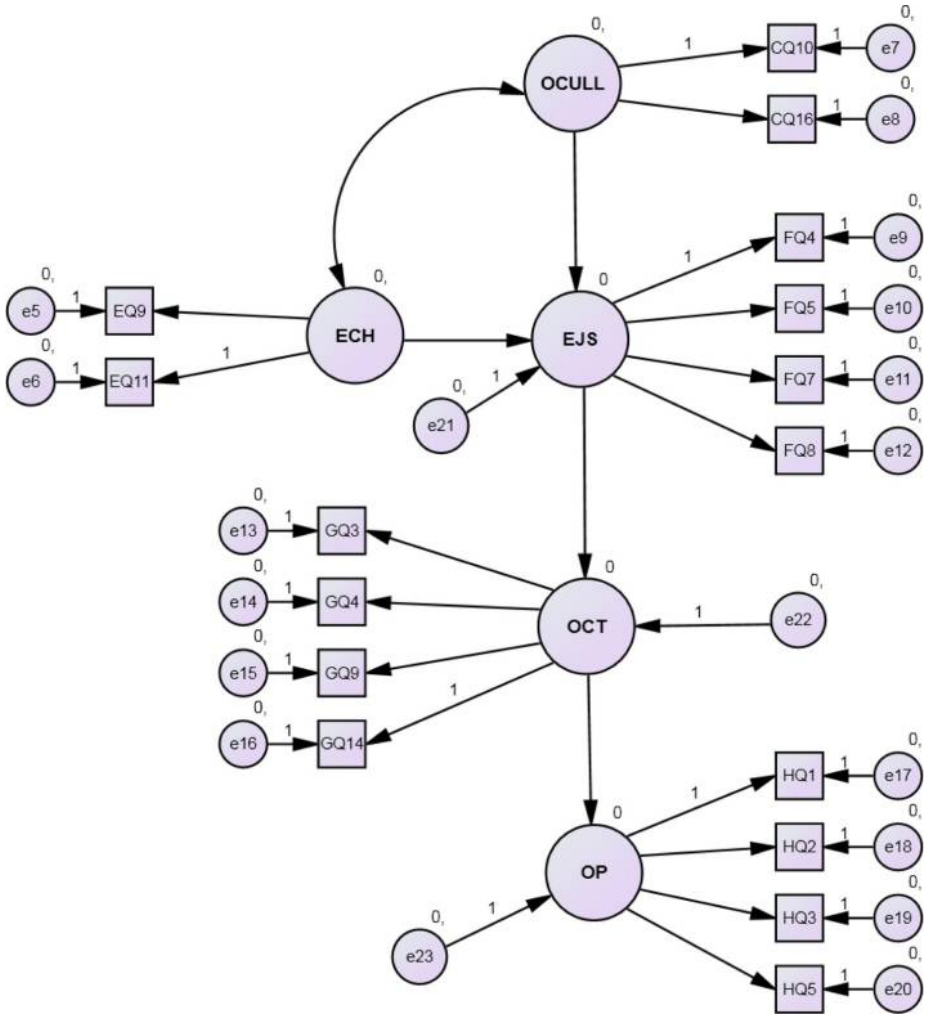 0,
0,
1
CQ10
1
e7
OCULL
0,
CQ16
1
e8
0,
1
FQ4
1
e9
0,
0,
0
0,
e5
1
EQ9
FQ5
1
e10
ECH
EJS
0,
0,
1
1
e6
1
EQ11
FQ7
1
e11
0,
1
0,
e21
FQ8
1
e12
0,
e13
1
GQ3
0,
0
0,
e14
1
GQ4
1
e22
OCT
0,
e15
1
GQ9
1
0,
e16
1
GQ14
0,
1
HQ1
1
e17
0
0,
HQ2
1
e18
OP
0,
0,
1
HQ3
1
e19
e23
0,
HQ5
1
e20